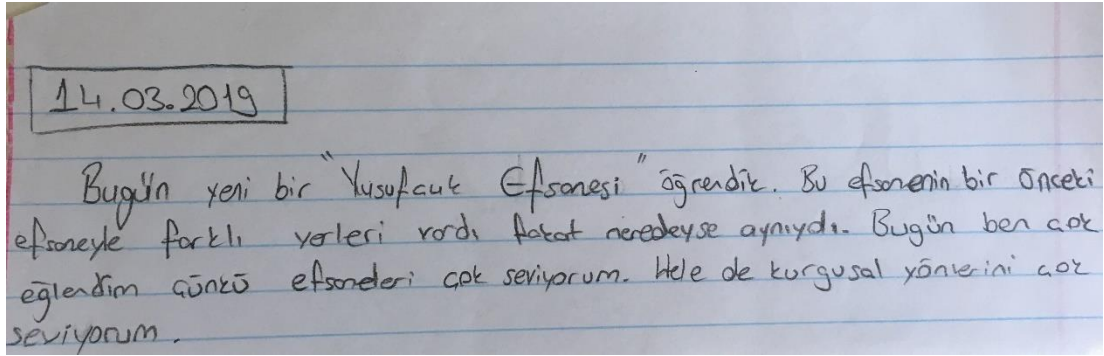 14.03.2019
Bugün yeni bir "Yusufcuk Efsanesi" öğrendik. Bu efsanenin bir önceki
efsaneyle farklı yerleri vardı fakat neredeyse aynıydı. Bugün ben çok
eğlendim çünkü efsaneleri çok seviyorum. Hele de kurgusal yönlerini çok
seviyorum.